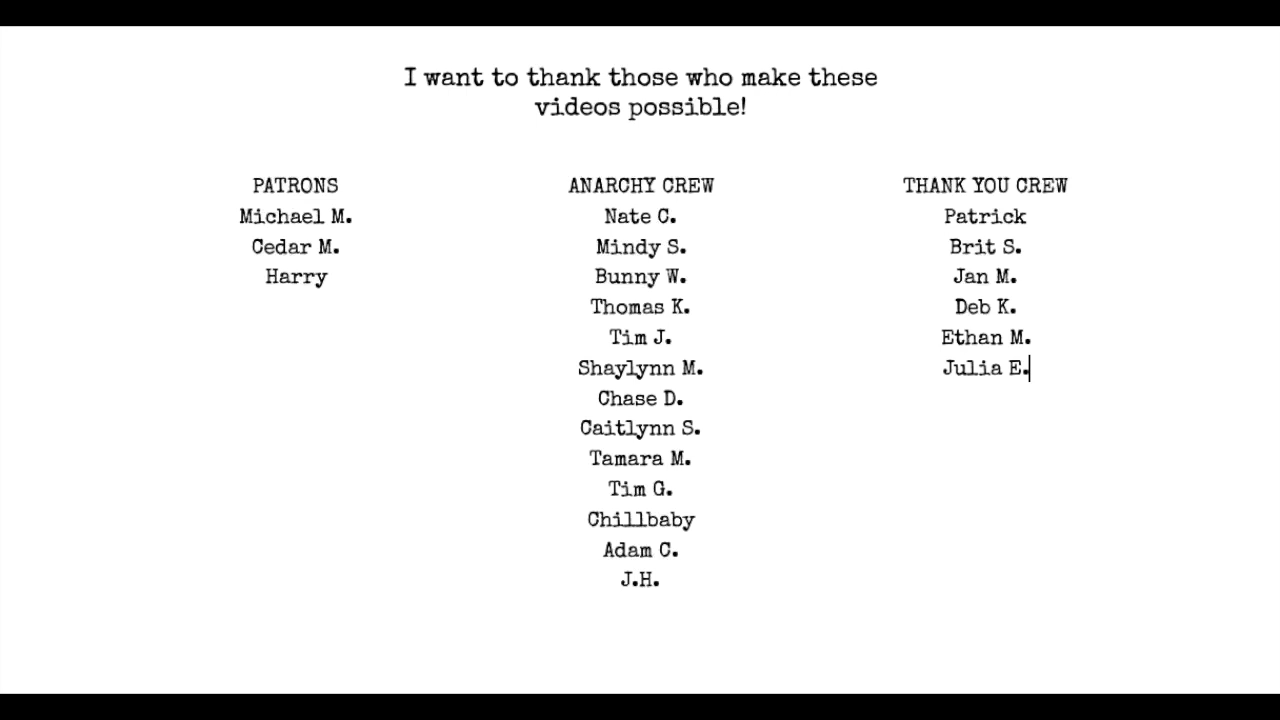 I want to thank those who make these
videos possible!
PATRONS
Michael M.
Cedar M.
Harry
ANARCHY CREW
Nate C.
Mindy S.
Bunny W.
Thomas K.
Tim J.
Shaylynn M.
Chase D.
Caitlynn S.
Tamara M.
Tim G.
Chillbaby
Adam C.
J.H.
THANK YOU CREW
Patrick
Brit S.
Jan M.
Deb K.
Ethan M.
Julia E.